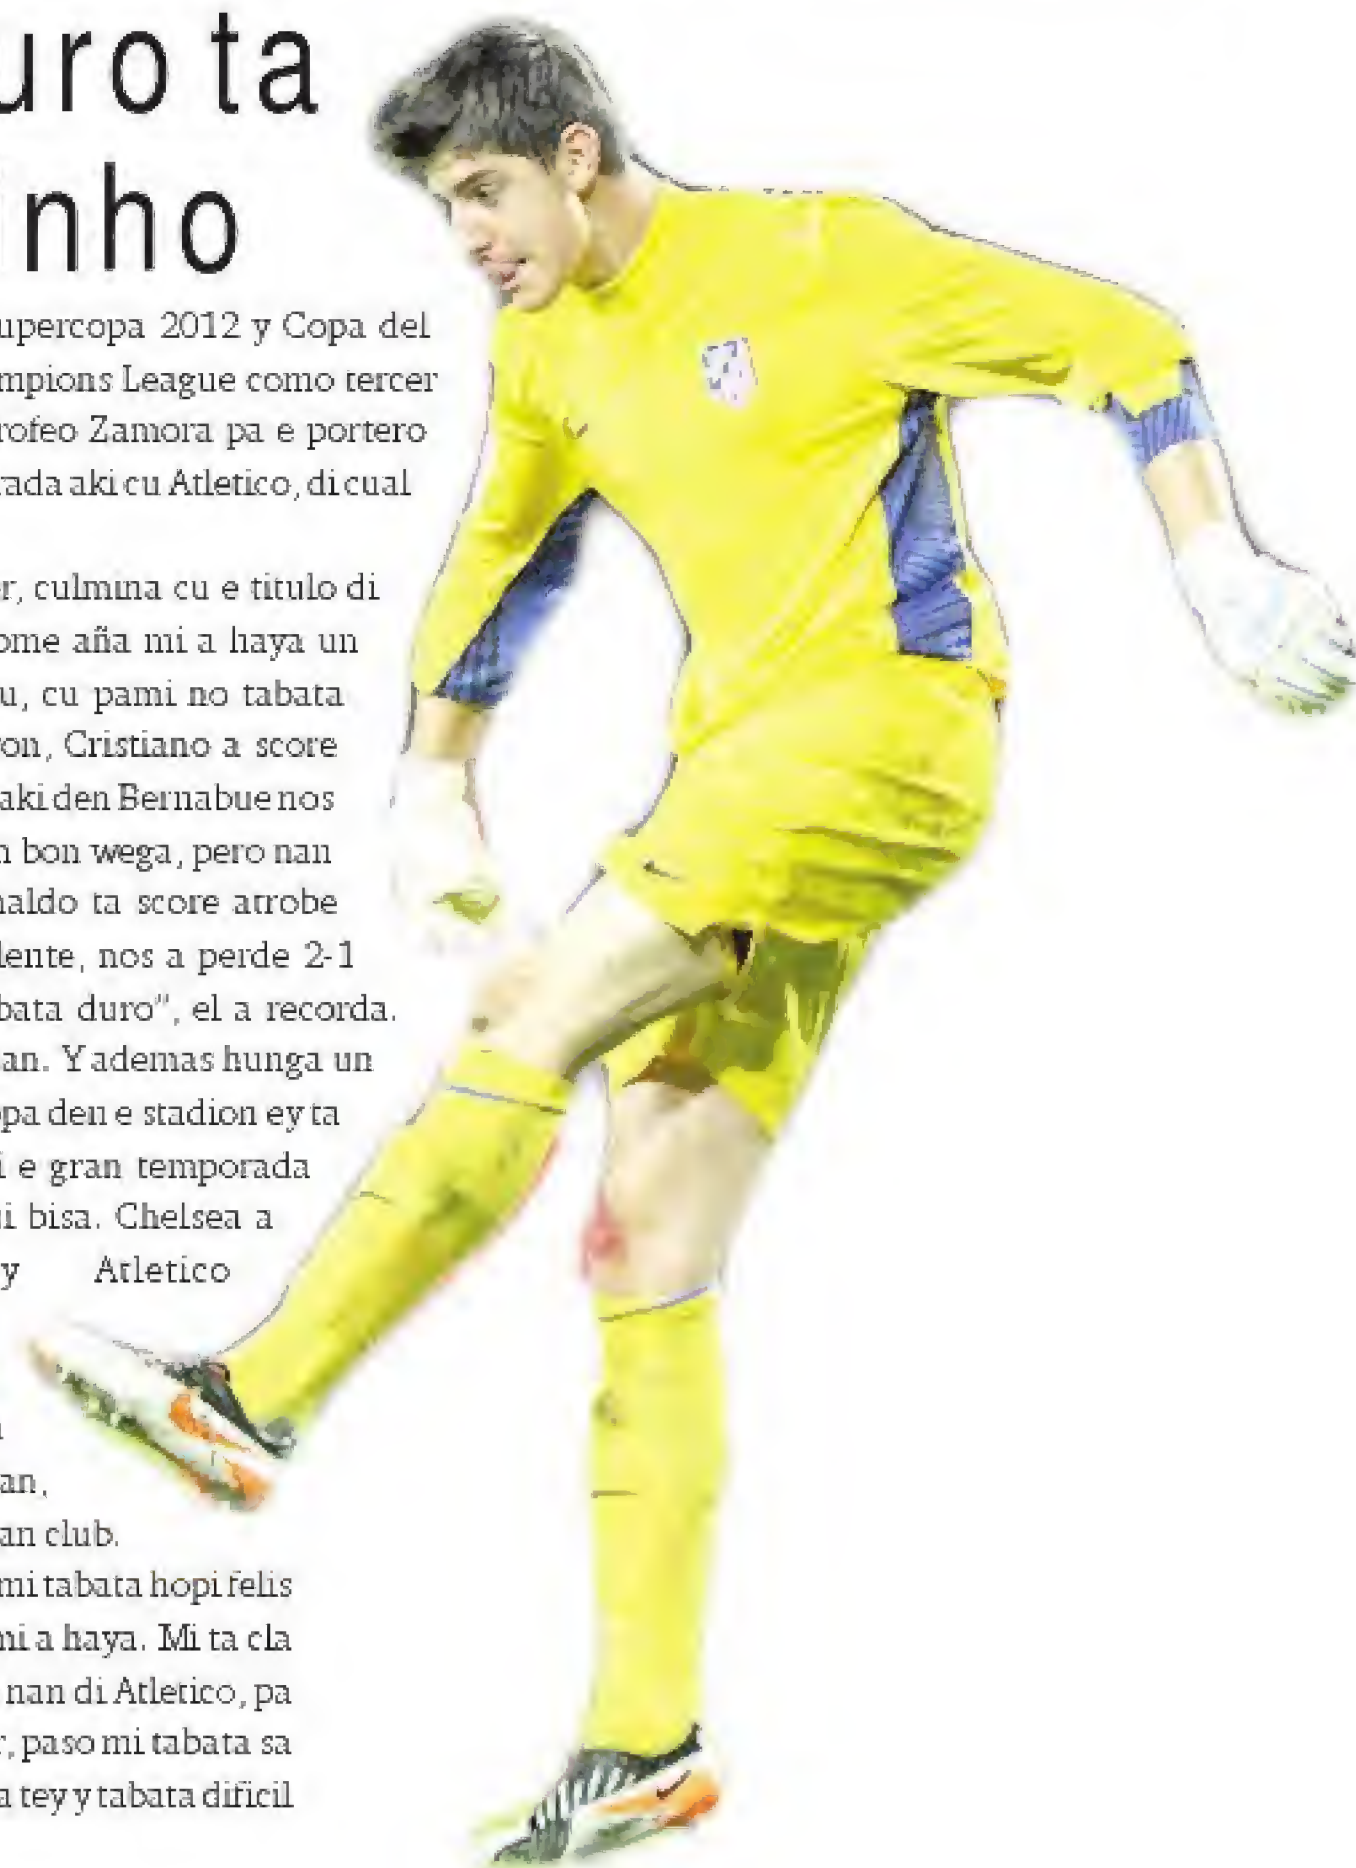 uro ta
inho
upercopa 2012 y Copa del
mpions League como tercer
rofeo Zamora pa e portero
rada aki cu Atletico, di cual
r, culmina cu e titulo di
ome aña mi a haya un
u, cu pami no tabata
on, Cristiano a score
aki den Bernabue nos
n bon wega, pero nan
naldo ta score atrobe
lente, nos a perde 2-1
bata duro”, el a recorda.
an. Y ademas hunga un
opa den e stadion ey ta
i e gran temporada
ui bisa. Chelsea a
y Atletico
an,
an club.
mi tabata hopi felis
mi a haya. Mi ta cla
nan di Atletico, pa
r, paso mi tabata sa
a tey y tabata dificil